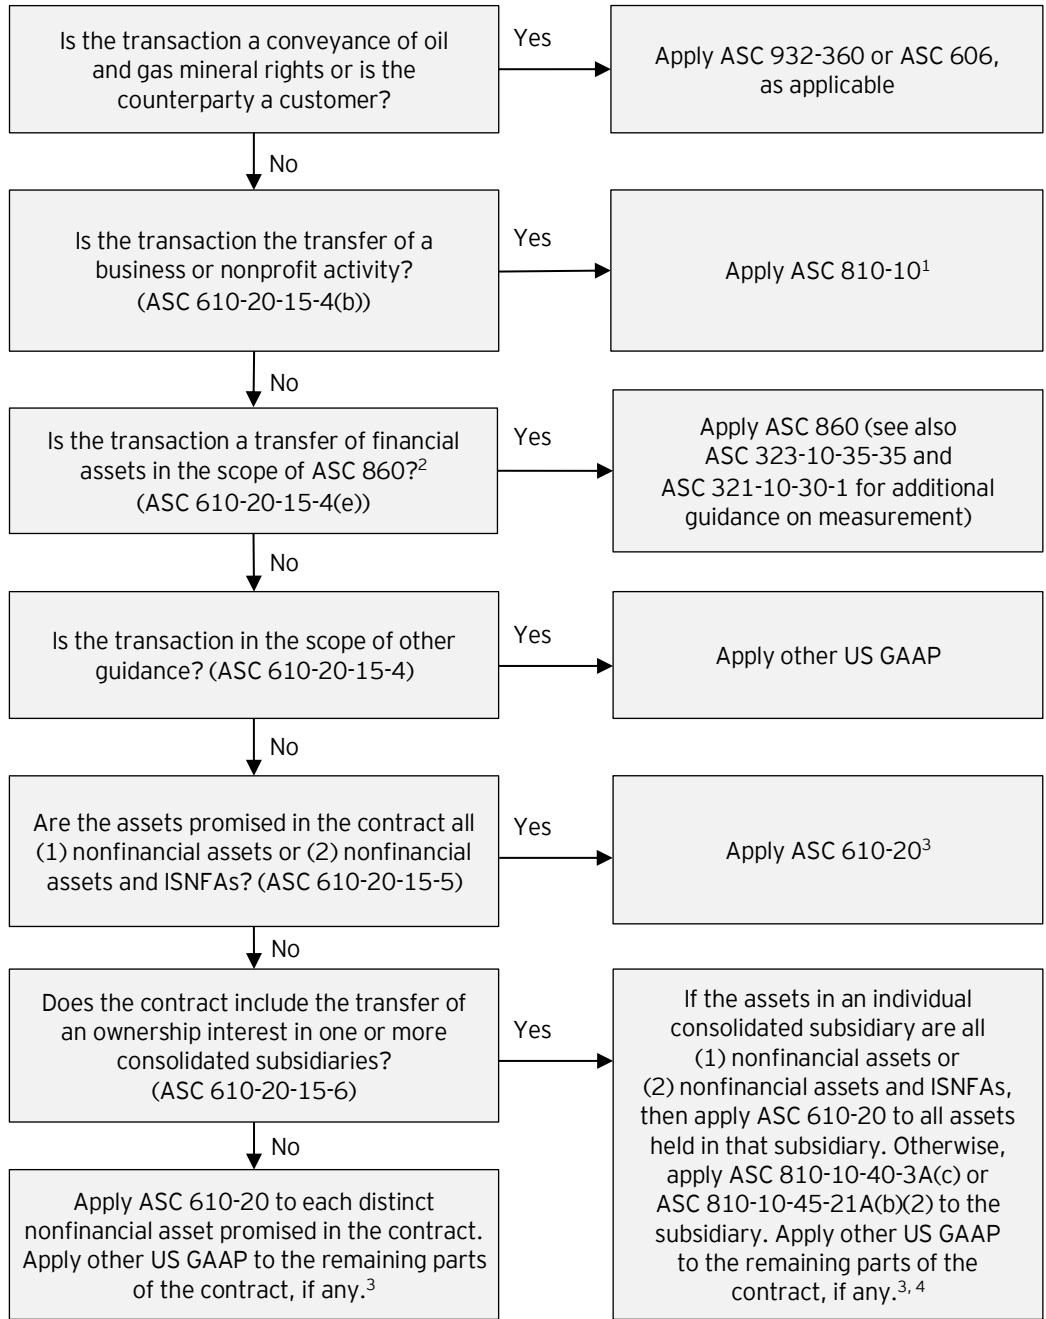 Is the transaction a conveyance of oil
and gas mineral rights or is the
counterparty a customer?
Yes
Apply ASC 932-360 or ASC 606,
as applicable
No
Is the transaction the transfer of a
business or nonprofit activity?
(ASC 610-20-15-4(b))
Yes
Apply ASC 810-10¹
No
Is the transaction a transfer of financial
assets in the scope of ASC 860?²
(ASC 610-20-15-4(e))
Yes
Apply ASC 860 (see also
ASC 323-10-35-35 and
ASC 321-10-30-1 for additional
guidance on measurement)
No
Is the transaction in the scope of other
guidance? (ASC 610-20-15-4)
Yes
Apply other US GAAP
No
Are the assets promised in the contract all
(1) nonfinancial assets or (2) nonfinancial
assets and ISNFAs? (ASC 610-20-15-5)
Yes
Apply ASC 610-20³
No
Does the contract include the transfer of
an ownership interest in one or more
consolidated subsidiaries?
(ASC 610-20-15-6)
Yes
If the assets in an individual
consolidated subsidiary are all
(1) nonfinancial assets or
(2) nonfinancial assets and ISNFAs,
then apply ASC 610-20 to all assets
held in that subsidiary. Otherwise,
apply ASC 810-10-40-3A(c) or
ASC 810-10-45-21A(b)(2) to the
subsidiary. Apply other US GAAP
to the remaining parts of the
contract, if any.³˒ ⁴
No
Apply ASC 610-20 to each distinct
nonfinancial asset promised in the contract.
Apply other US GAAP to the remaining parts
of the contract, if any.³